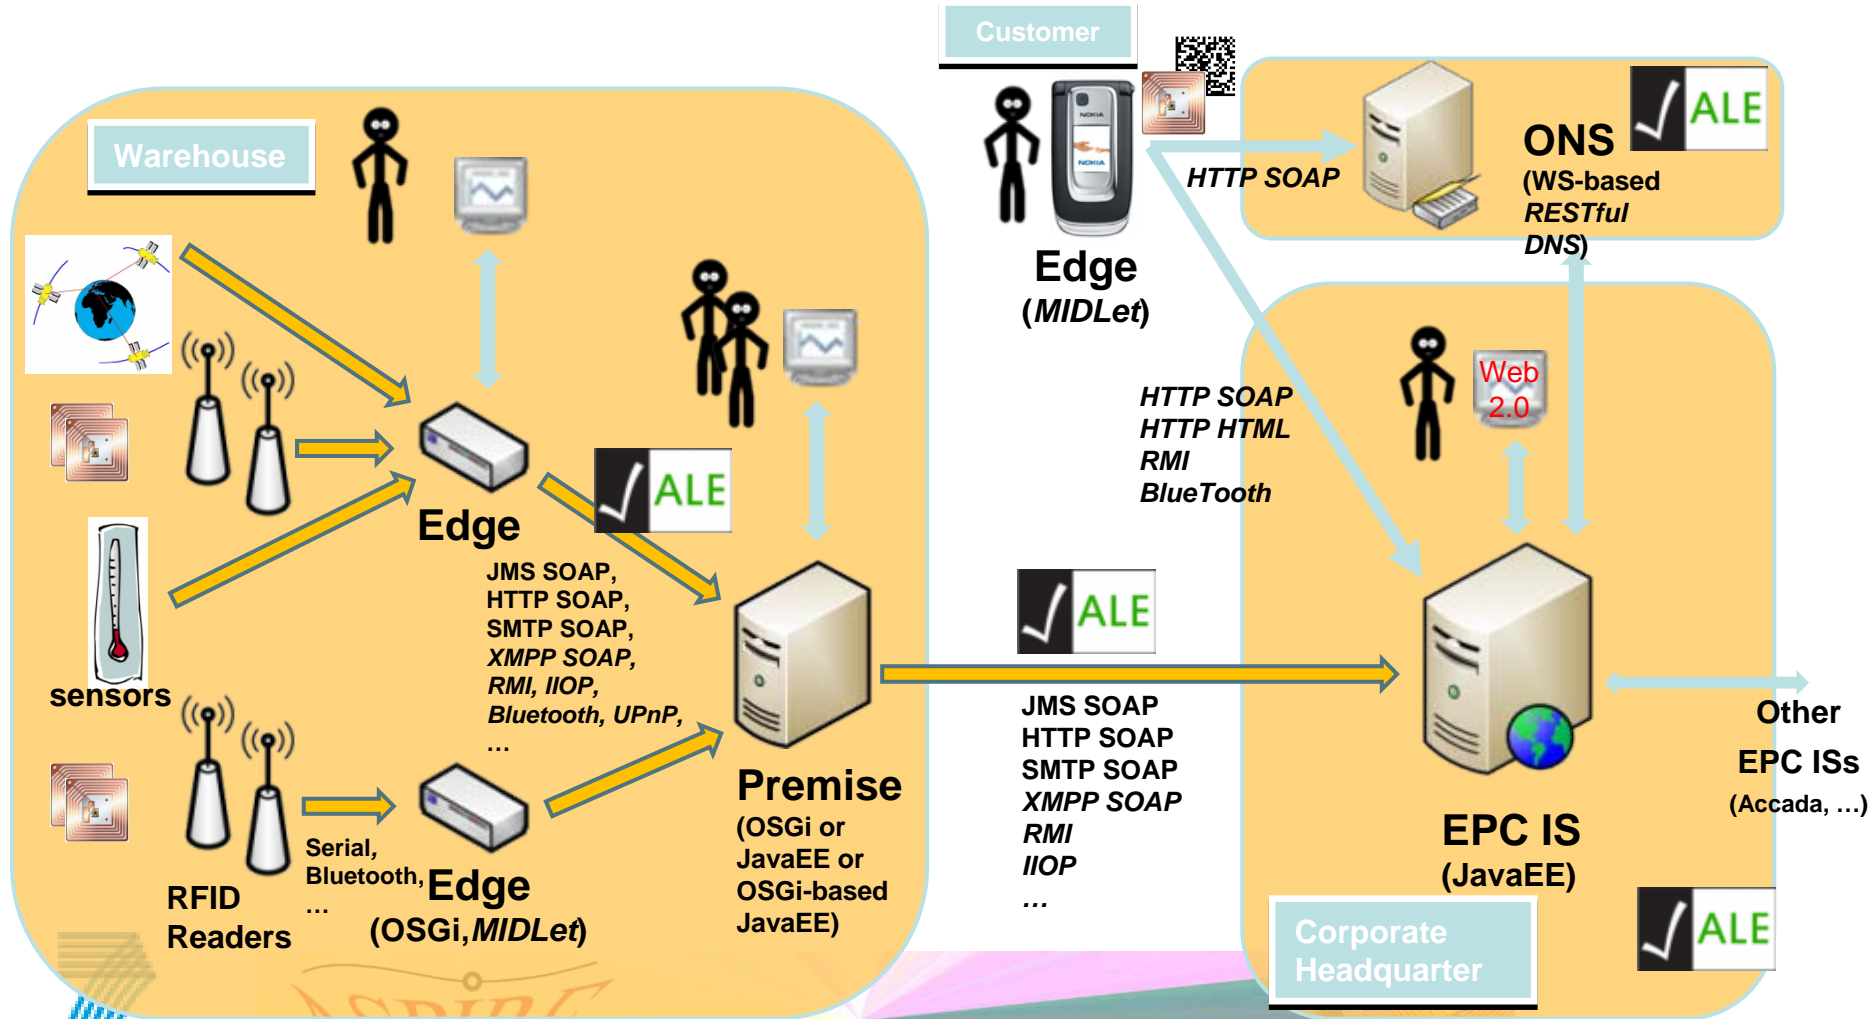 Customer
Warehouse
NOKIA
NOKIA
HTTP SOAP
ALE
ONS
(WS-based
RESTful
DNS)
Edge
(MIDLet)
HTTP SOAP
HTTP HTML
RMI
BlueTooth
Web
2.0
ALE
Edge
JMS SOAP,
HTTP SOAP,
SMTP SOAP,
XMPP SOAP,
RMI, IIOP,
Bluetooth, UPnP,
…
sensors
RFID
Readers
Serial,
Bluetooth,
…
Edge
(OSGi,MIDLet)
Premise
(OSGi or
JavaEE or
OSGi-based
JavaEE)
ALE
JMS SOAP
HTTP SOAP
SMTP SOAP
XMPP SOAP
RMI
IIOP
…
EPC IS
(JavaEE)
Other
EPC ISs
(Accada, …)
Corporate
Headquarter
ALE
ASPIRE